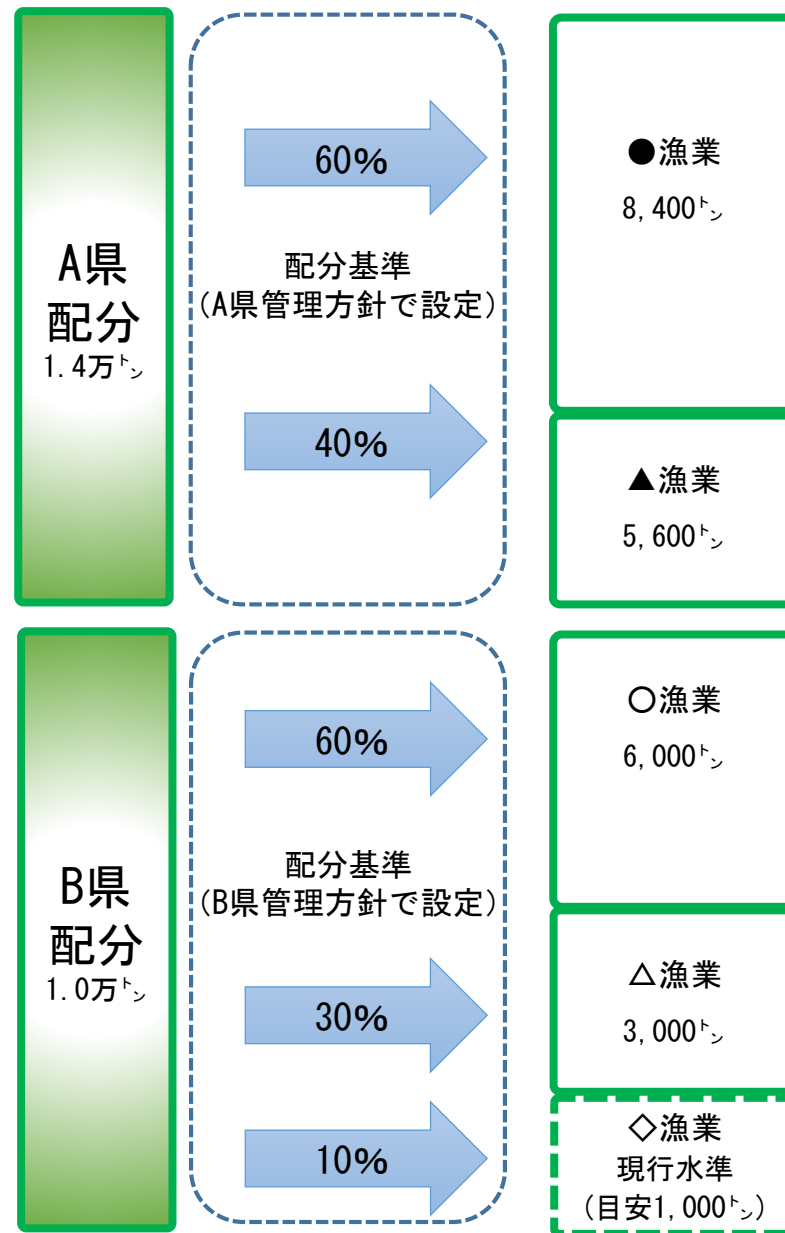 A県
配分
1.4万トン
60%
配分基準
(A県管理方針で設定)
40%
●漁業
8,400トン
▲漁業
5,600トン
B県
配分
1.0万トン
60%
配分基準
(B県管理方針で設定)
30%
10%
○漁業
6,000トン
△漁業
3,000トン
◇漁業
現行水準
(目安1,000トン)